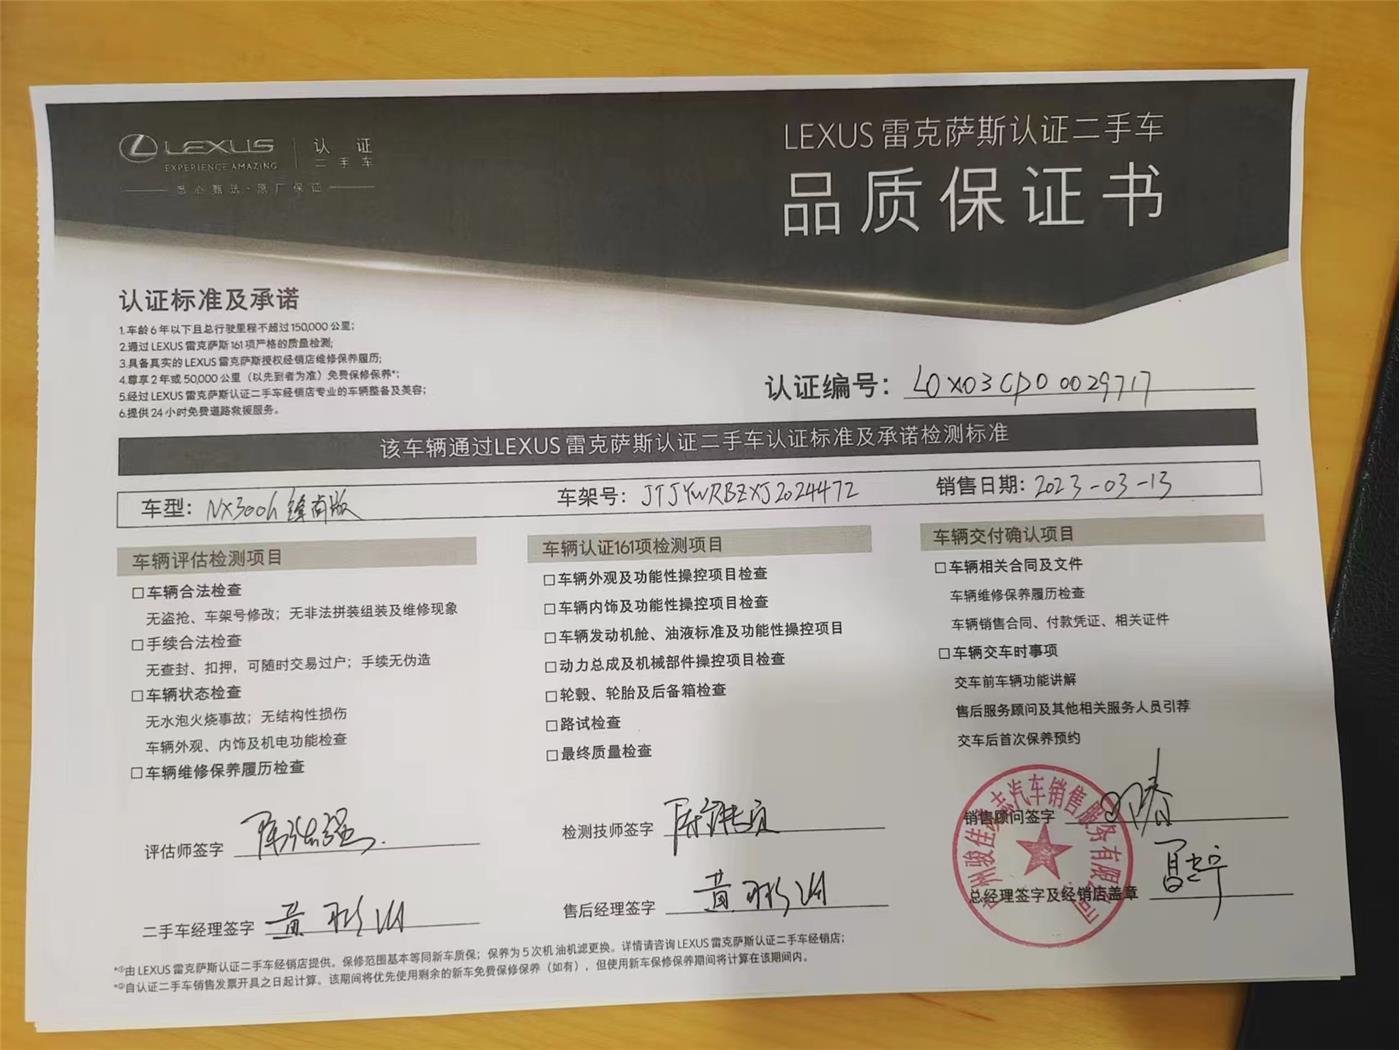 LEXUS
EXPERIENCE AMAZING
认 证
二 手 车
悉心甄选·原厂保证
LEXUS 雷克萨斯认证二手车
品质保证书
认证标准及承诺
1.车龄6年以下且总行驶里程不超过150,000公里；
2.通过LEXUS雷克萨斯161项严格的质量检测；
3.具备真实的LEXUS雷克萨斯授权经销店维修保养履历；
4.尊享2年或50,000公里（以先到者为准）免费保修保养*；
5.经过LEXUS雷克萨斯认证二手车经销店专业的车辆整备及美容；
6.提供24小时免费道路救援服务。
认证编号：LOX03CPO0029717
该车辆通过LEXUS雷克萨斯认证二手车认证标准及承诺检测标准
车型：NX300h 锋尚版
车架号：JTJYWRBZXJ2024472
销售日期：2023-03-13
车辆评估检测项目
□车辆合法检查
无盗抢、车架号修改；无非法拼装组装及维修现象
□手续合法检查
无查封、扣押，可随时交易过户；手续无伪造
□车辆状态检查
无水泡火烧事故；无结构性损伤
车辆外观、内饰及机电功能检查
□车辆维修保养履历检查
评估师签字
二手车经理签字
车辆认证161项检测项目
□车辆外观及功能性操控项目检查
□车辆内饰及功能性操控项目检查
□车辆发动机舱、油液标准及功能性操控项目
□动力总成及机械部件操控项目检查
□轮毂、轮胎及后备箱检查
□路试检查
□最终质量检查
检测技师签字
售后经理签字
车辆交付确认项目
□车辆相关合同及文件
车辆维修保养履历检查
车辆销售合同、付款凭证、相关证件
□车辆交车时事项
交车前车辆功能讲解
售后服务顾问及其他相关服务人员引荐
交车后首次保养预约
销售顾问签字
总经理签字及经销店盖章
州骏佳 志汽车销售服务有限公司
*①由LEXUS雷克萨斯认证二手车经销店提供。保修范围基本等同新车质保；保养为5次机油机滤更换。详情请咨询LEXUS雷克萨斯认证二手车经销店；
*②自认证二手车销售发票开具之日起计算。该期间将优先使用剩余的新车免费保修保养（如有），但使用新车保修保养期间将计算在该期间内。